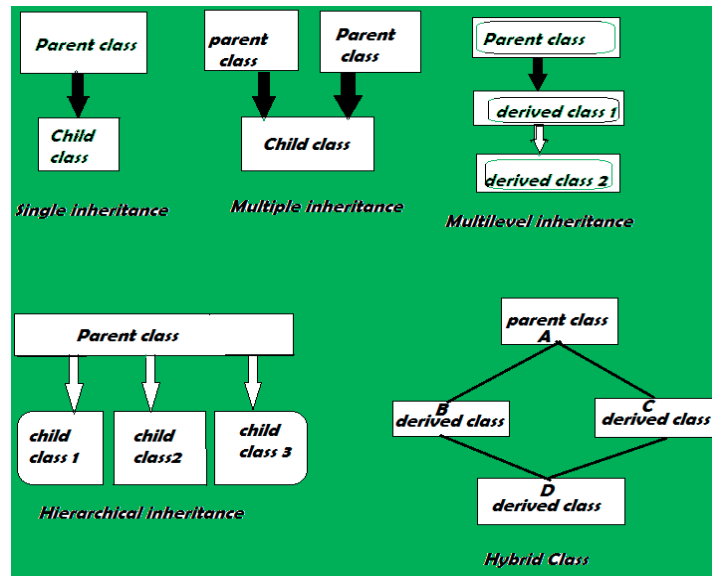 Parent class
Child
class
Single inheritance
parent
class
Parent
class
Child class
Multiple inheritance
Parent class
derived class 1
derived class 2
Multilevel inheritance
Parent class
child
class 1
child
class2
child
class 3
Hierarchical inheritance
parent class
A
B
derived class
C
derived class
D
derived class
Hybrid Class